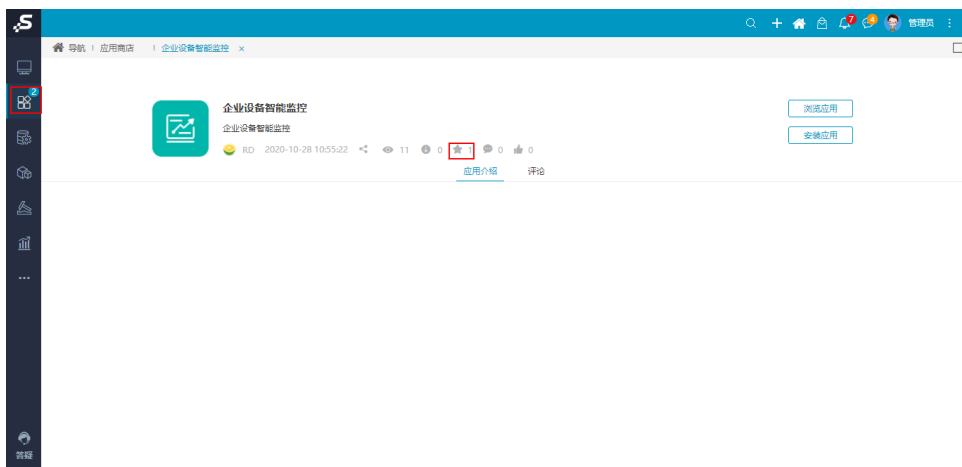 S
7
4
管理员
导航
应用商店
企业设备智能监控 ×
2
企业设备智能监控
浏览应用
企业设备智能监控
安装应用
RD 2020-10-28 10:55:22 11 0 1 0 0
应用介绍 评论
答疑